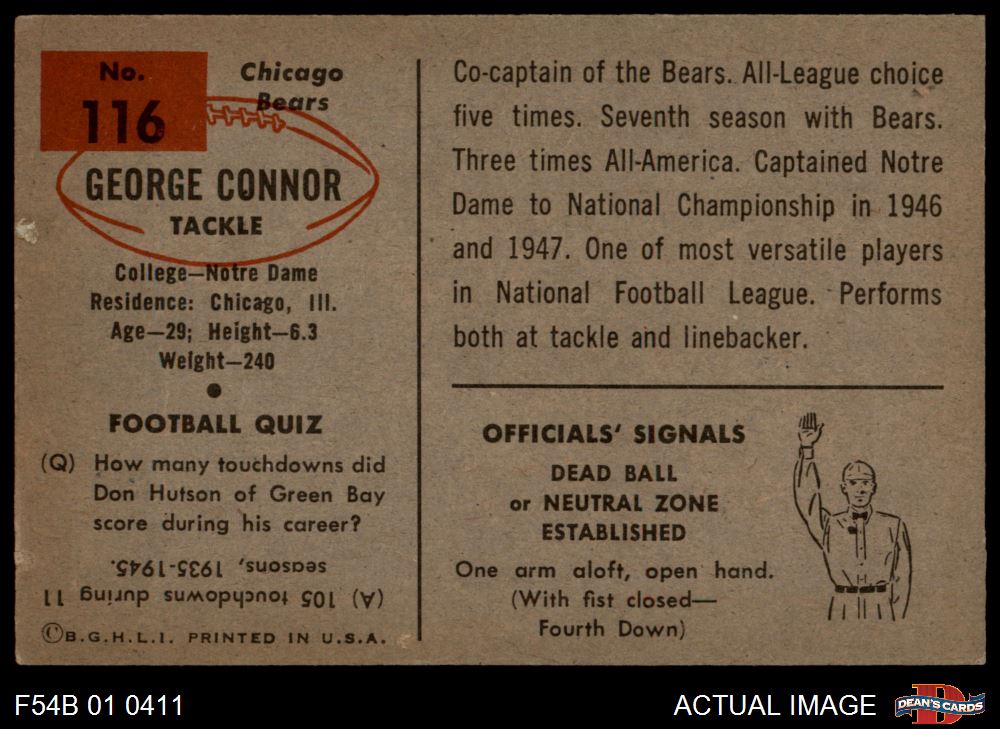 No.
116
Chicago
Bears
GEORGE CONNOR
TACKLE
College—Notre Dame
Residence: Chicago, Ill.
Age—29; Height—6.3
Weight—240
FOOTBALL QUIZ
(Q) How many touchdowns did
Don Hutson of Green Bay
score during his career?
(A) 105 touchdowns during 11
seasons, 1935-1945.
©B.G.H.L.I. PRINTED IN U.S.A.
Co-captain of the Bears. All-League choice
five times. Seventh season with Bears.
Three times All-America. Captained Notre
Dame to National Championship in 1946
and 1947. One of most versatile players
in National Football League. Performs
both at tackle and linebacker.
OFFICIALS' SIGNALS
DEAD BALL
or NEUTRAL ZONE
ESTABLISHED
One arm aloft, open hand.
(With fist closed—
Fourth Down)
F54B 01 0411
ACTUAL IMAGE
D
DEAN'S CARDS